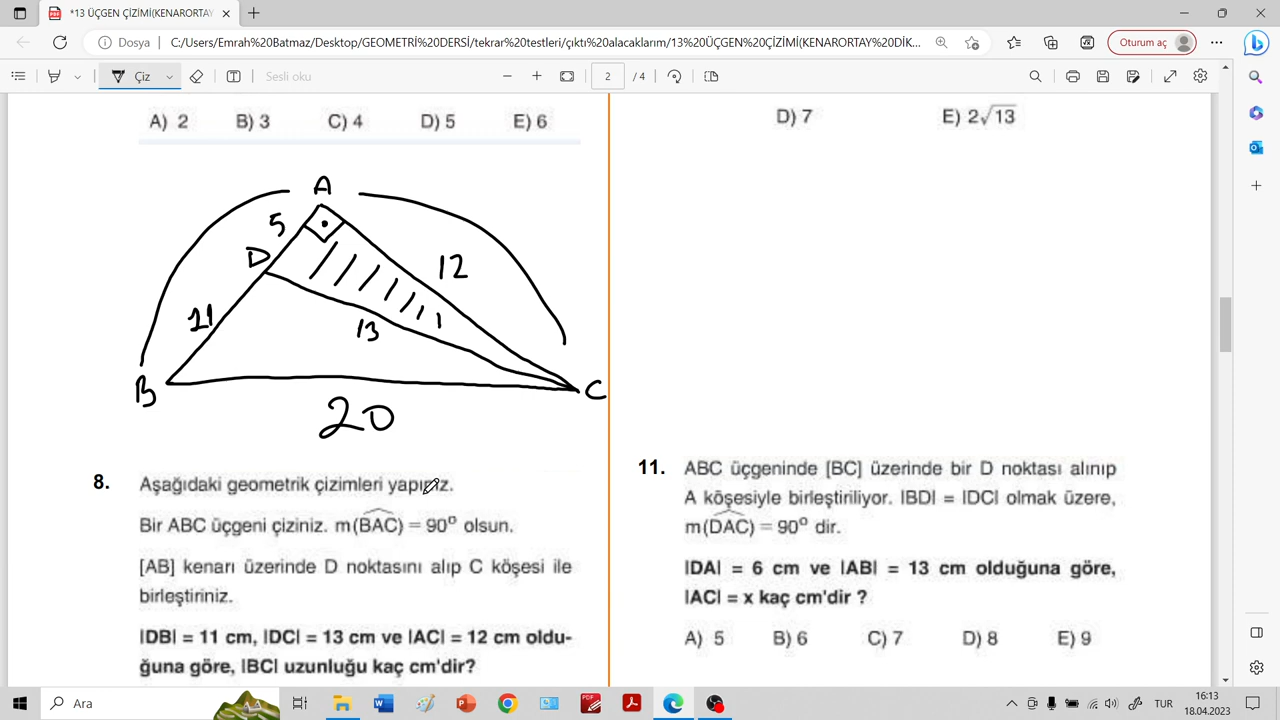 *13 ÜÇGEN ÇİZİMİ(KENARORTAY
Dosya
C:/Users/Emrah%20Batmaz/Desktop/GEOMETRİ%20DERSİ/tekrar%20testleri/çıktı%20alacaklarım/13%20ÜÇGEN%20ÇİZİMİ(KENARORTAY%20DİK...
Oturum aç
Çiz
Sesli oku
2 / 4
A) 2 B) 3 C) 4 D) 5 E) 6
A
5
D
12
11
13
B
C
20
8. Aşağıdaki geometrik çizimleri yapınız.
Bir ABC üçgeni çiziniz. m(BAC) = 90° olsun.
[AB] kenarı üzerinde D noktasını alıp C köşesi ile
birleştiriniz.
|DB| = 11 cm, |DC| = 13 cm ve |AC| = 12 cm oldu-
ğuna göre, |BC| uzunluğu kaç cm'dir?
D) 7 E) 2√13
11. ABC üçgeninde [BC] üzerinde bir D noktası alınıp
A köşesiyle birleştiriliyor. |BD| = |DC| olmak üzere,
m(DAC) = 90° dir.
|DA| = 6 cm ve |AB| = 13 cm olduğuna göre,
|AC| = x kaç cm'dir ?
A) 5 B) 6 C) 7 D) 8 E) 9
Ara
TUR
16:13
18.04.2023